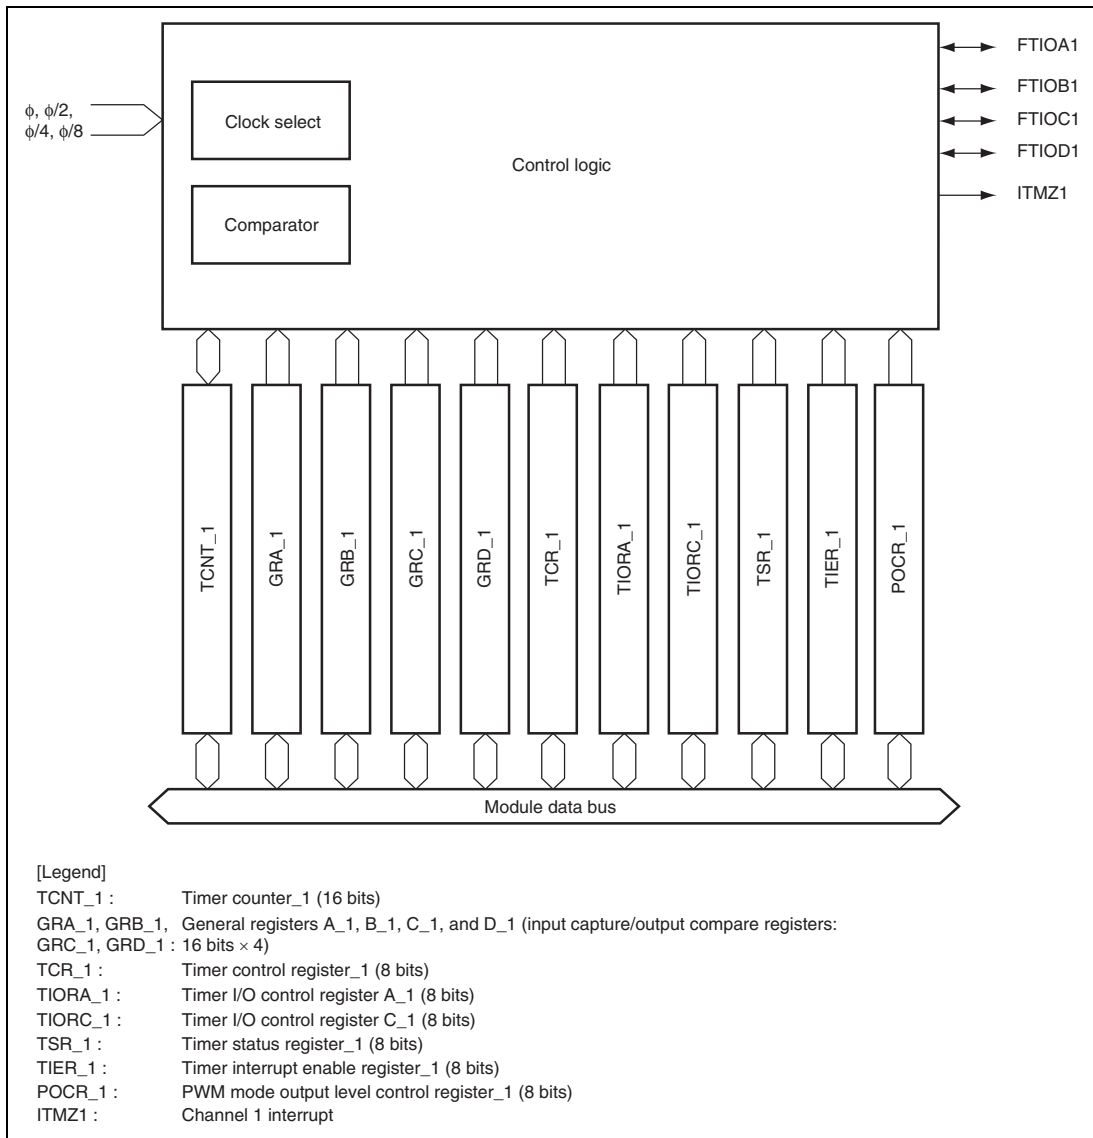 FTIOA1
φ, φ/2,
φ/4, φ/8
Clock select
FTIOB1
FTIOC1
FTIOD1
Control logic
ITMZ1
Comparator
TCNT_1
GRA_1
GRB_1
GRC_1
GRD_1
TCR_1
TIORA_1
TIORC_1
TSR_1
TIER_1
POCR_1
Module data bus
[Legend]
TCNT_1 : Timer counter_1 (16 bits)
GRA_1, GRB_1, General registers A_1, B_1, C_1, and D_1 (input capture/output compare registers:
GRC_1, GRD_1 : 16 bits × 4)
TCR_1 : Timer control register_1 (8 bits)
TIORA_1 : Timer I/O control register A_1 (8 bits)
TIORC_1 : Timer I/O control register C_1 (8 bits)
TSR_1 : Timer status register_1 (8 bits)
TIER_1 : Timer interrupt enable register_1 (8 bits)
POCR_1 : PWM mode output level control register_1 (8 bits)
ITMZ1 : Channel 1 interrupt